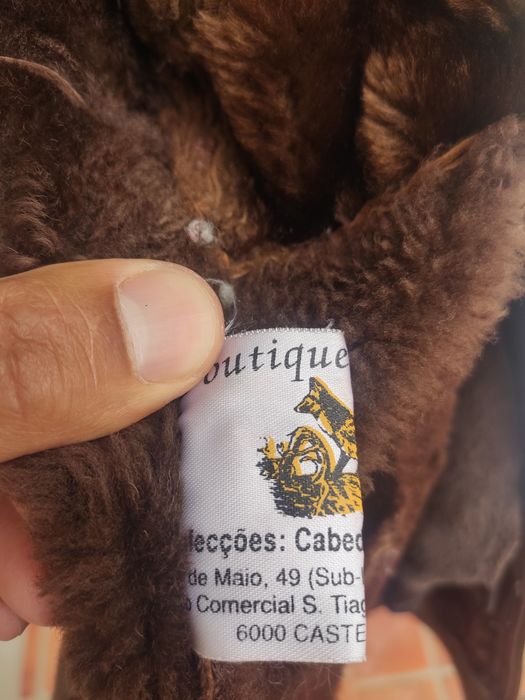 outique
lecções: Cabed
de Maio, 49 (Sub-
o Comercial S. Tiag
6000 CASTE